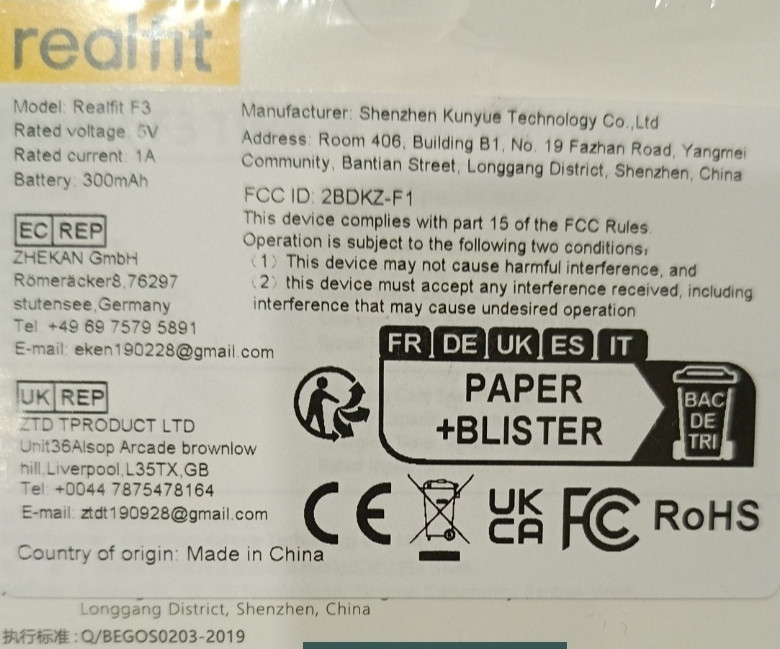 realfit
Model: Realfit F3
Rated voltage: 5V
Rated current: 1A
Battery: 300mAh
EC REP
ZHEKAN GmbH
Römeräcker8,76297
stutensee,Germany
Tel: +49 69 7579 5891
E-mail: eken190228@gmail.com
UK REP
ZTD TPRODUCT LTD
Unit36Alsop Arcade brownlow
hill,Liverpool,L35TX,GB
Tel: +0044 7875478164
E-mail: ztdt190928@gmail.com
Country of origin: Made in China
Manufacturer: Shenzhen Kunyue Technology Co.,Ltd
Address: Room 406, Building B1, No. 19 Fazhan Road, Yangmei
Community, Bantian Street, Longgang District, Shenzhen, China
FCC ID: 2BDKZ-F1
This device complies with part 15 of the FCC Rules.
Operation is subject to the following two conditions:
（1）This device may not cause harmful interference, and
（2）this device must accept any interference received, including
interference that may cause undesired operation
FR DE UK ES IT
PAPER
+BLISTER
BAC
DE
TRI
CE
UK
CA
FC
RoHS
Longgang District, Shenzhen, China
执行标准:Q/BEGOS0203-2019